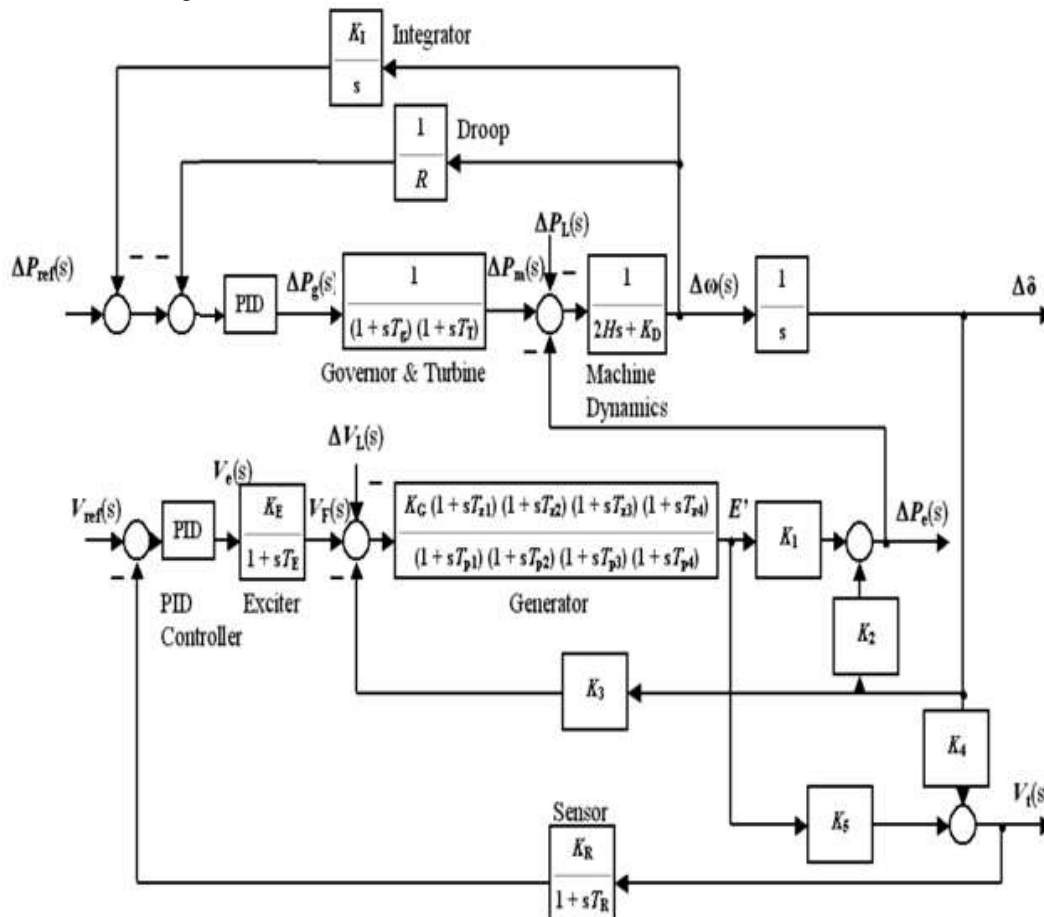 K_I
s
Integrator
1
R
Droop
ΔP_L(s)
ΔP_ref(s)
− −
PID
ΔP_g(s)
1
(1 + sT_g) (1 + sT_T)
Governor & Turbine
ΔP_m(s)
−
−
1
2Hs + K_D
Machine
Dynamics
Δω(s)
1
s
Δδ
ΔV_L(s)
V_ref(s)
−
PID
PID
Controller
V_e(s)
K_E
1 + sT_E
Exciter
V_F(s)
−
−
K_G (1 + sT_z1) (1 + sT_z2) (1 + sT_z3) (1 + sT_z4)
(1 + sT_p1) (1 + sT_p2) (1 + sT_p3) (1 + sT_p4)
Generator
E'
K_1
ΔP_e(s)
K_2
K_3
K_4
K_5
V_t(s
Sensor
K_R
1 + sT_R